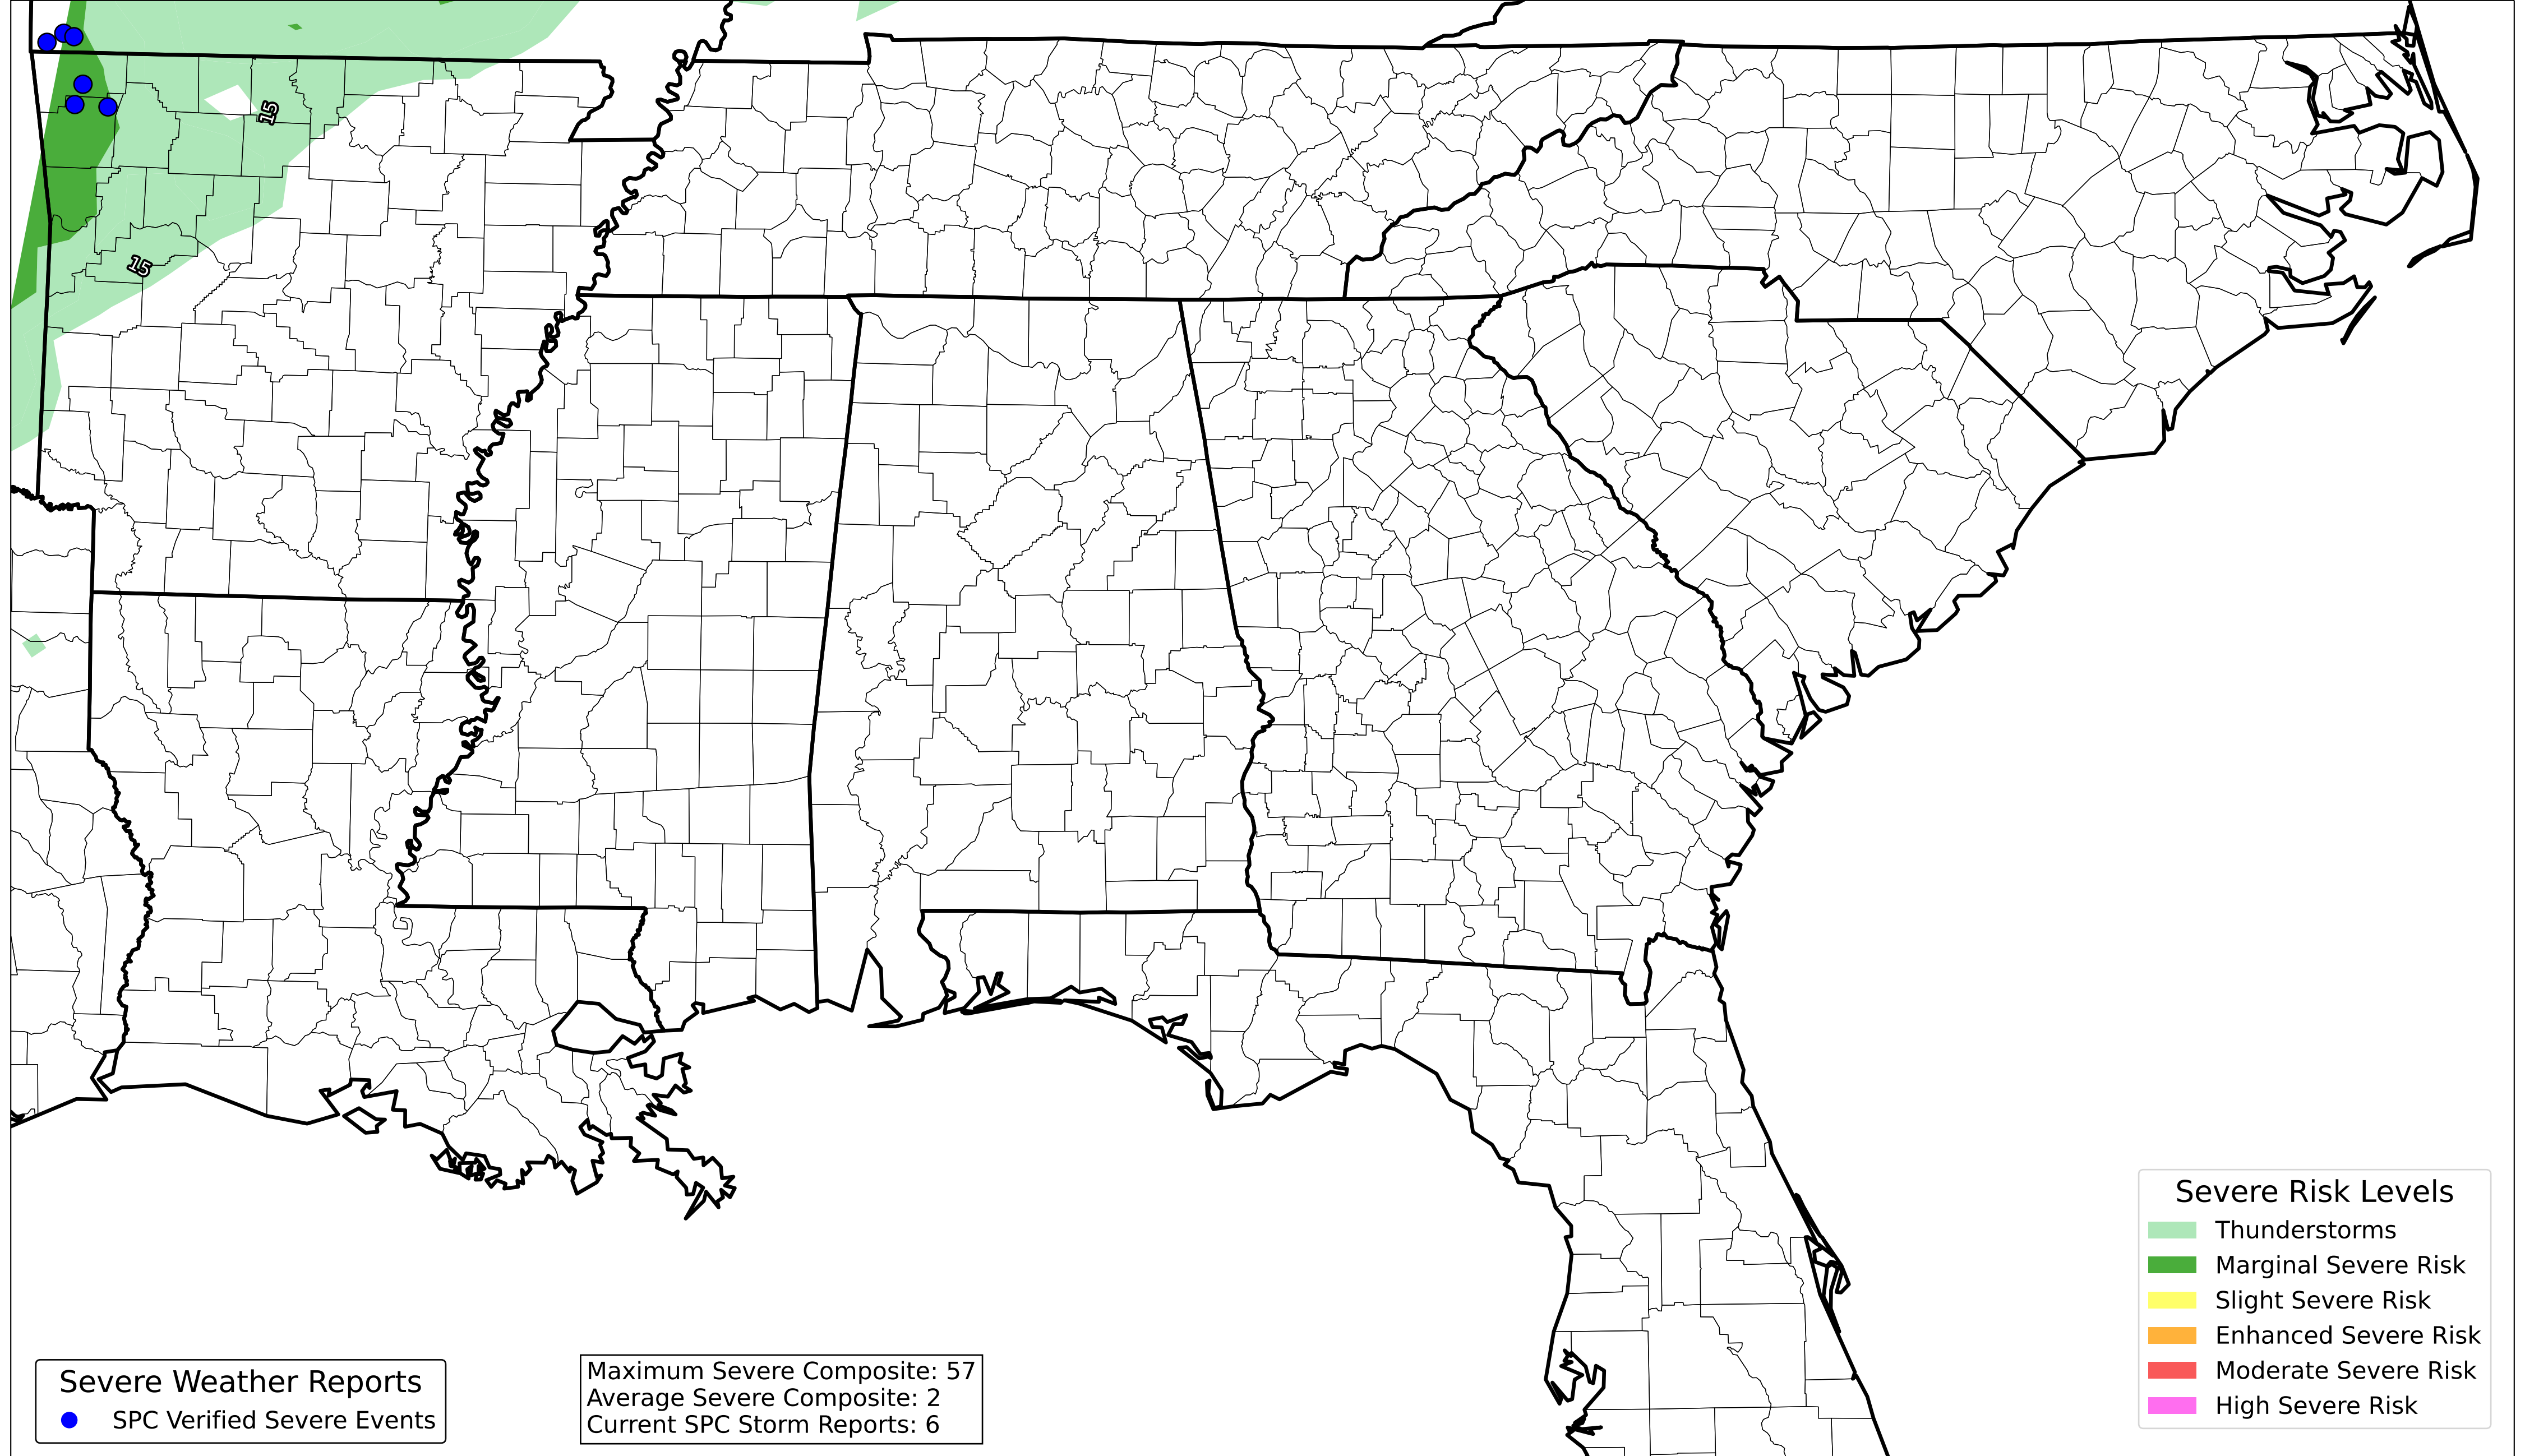 15
15
Severe Risk Levels
Thunderstorms
Marginal Severe Risk
Slight Severe Risk
Enhanced Severe Risk
Moderate Severe Risk
High Severe Risk
Severe Weather Reports
SPC Verified Severe Events
Maximum Severe Composite: 57
Average Severe Composite: 2
Current SPC Storm Reports: 6